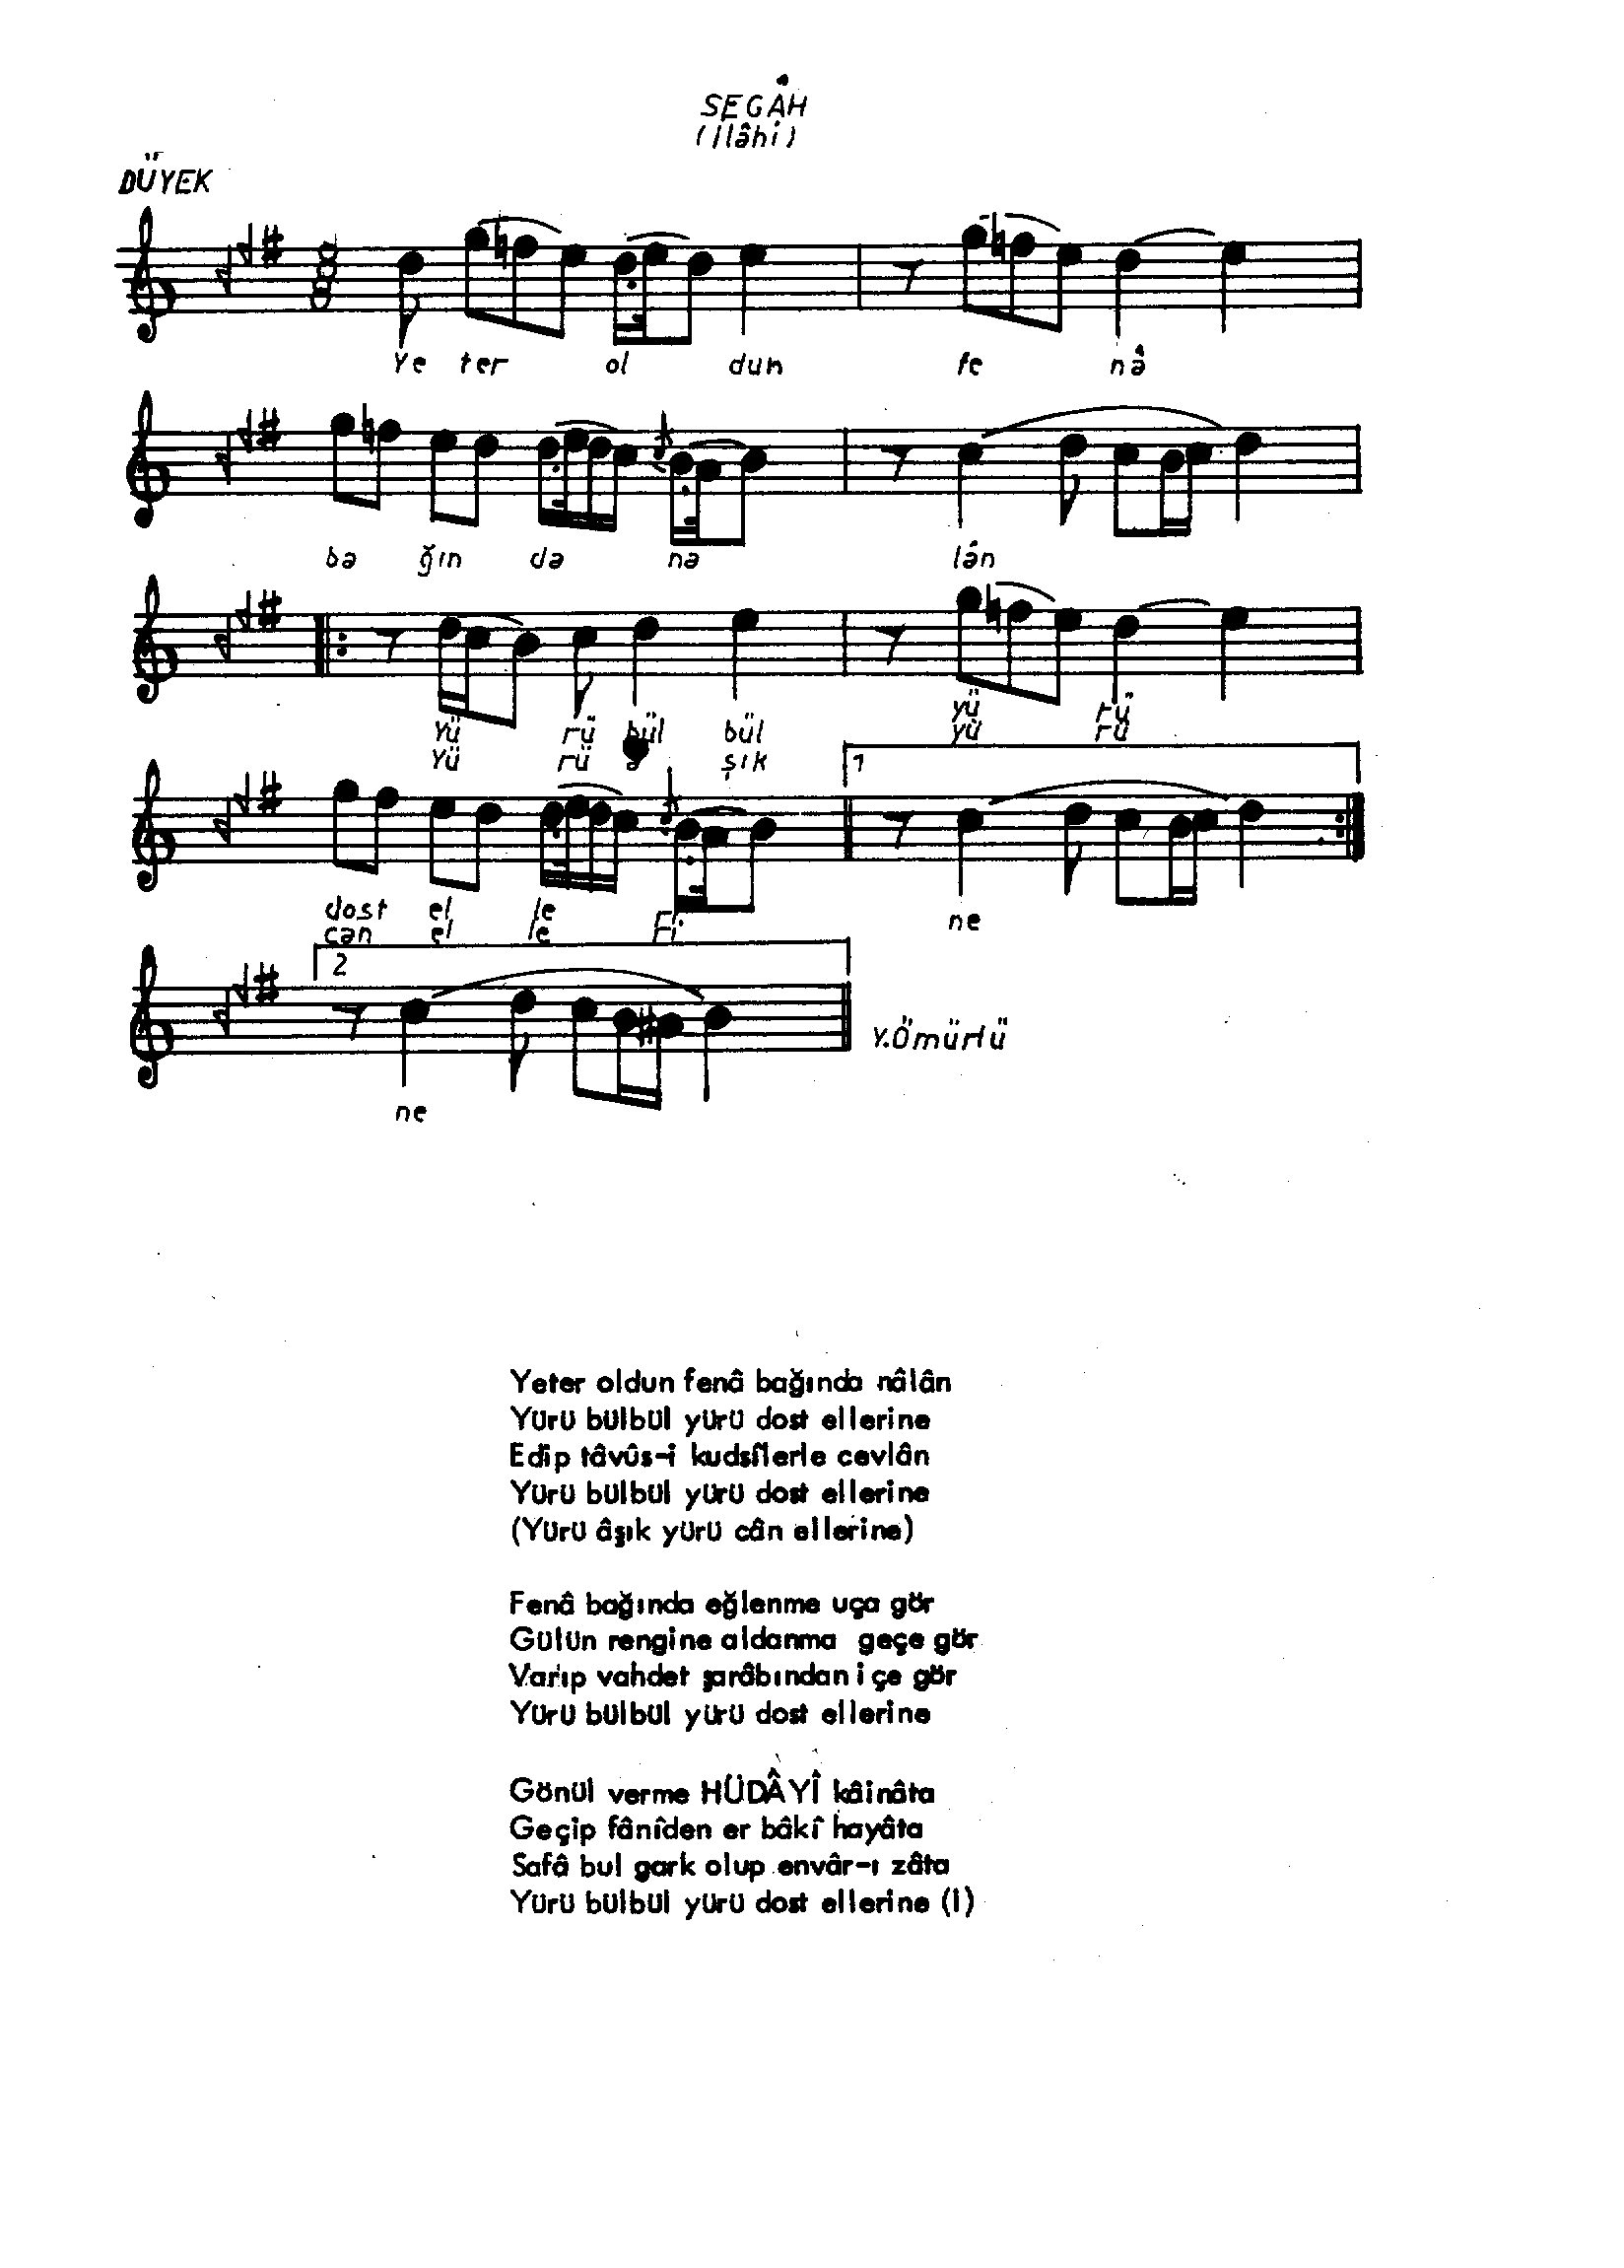 SEGÂH
(İlâhi)
DÜYEK
8
8
Ye ter ol dun fe nâ
ba ğın da na lân
Yü rü bül bül yü rü
Yü rü â şık yü rü
1
dost el le ri ne
can el le ri
2
Y.Ömürlü
ne
Yeter oldun fenâ bağında nâlân
Yürü bülbül yürü dost ellerine
Edip tâvûs-i kudsîlerle cevlân
Yürü bülbül yürü dost ellerine
(Yürü âşık yürü cân ellerine)
Fenâ bağında eğlenme uça gör
Gülün rengine aldanma geçe gör
Varıp vahdet şarâbından içe gör
Yürü bülbül yürü dost ellerine
Gönül verme HÜDÂYÎ kâinâta
Geçip fânîden er bâkî hayâta
Safâ bul gark olup envâr-ı zâta
Yürü bülbül yürü dost ellerine (1)